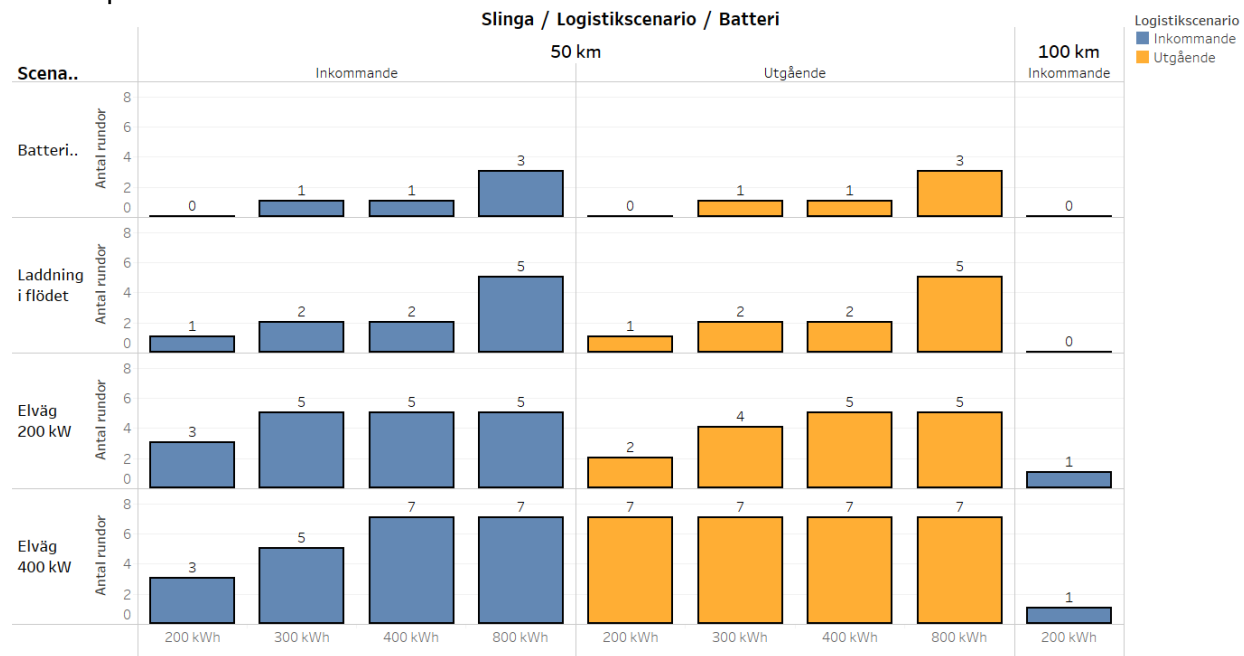 Slinga / Logistikscenario / Batteri
Logistikscenario
Inkommande
Utgående
50 km
100 km
Scena..
Inkommande
Utgående
Inkommande
Batteri..
Antal rundor
8
6
4
2
0
0
1
1
3
0
1
1
3
0
Laddning
i flödet
Antal rundor
8
6
4
2
0
1
2
2
5
1
2
2
5
0
Elväg
200 kW
Antal rundor
8
6
4
2
0
3
5
5
5
2
4
5
5
1
Elväg
400 kW
Antal rundor
8
6
4
2
0
3
5
7
7
7
7
7
7
1
200 kWh
300 kWh
400 kWh
800 kWh
200 kWh
300 kWh
400 kWh
800 kWh
200 kWh